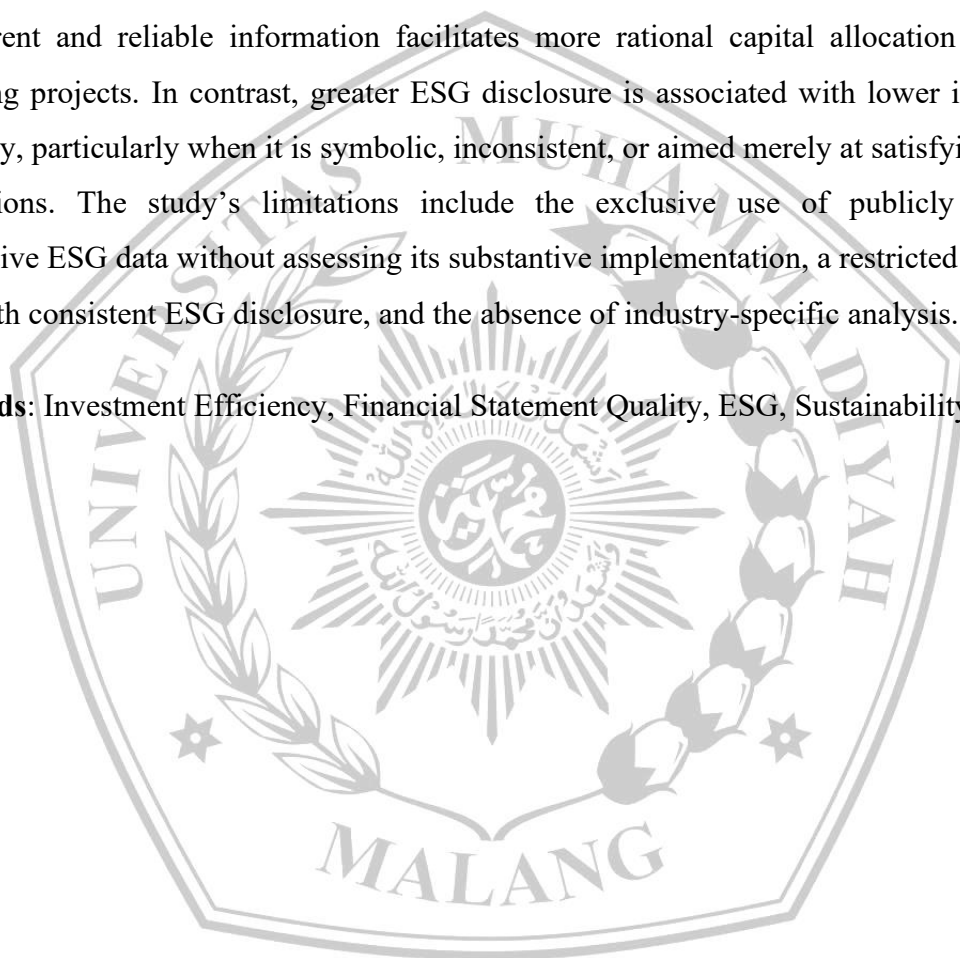 rent and reliable information facilitates more rational capital allocation
ng projects. In contrast, greater ESG disclosure is associated with lower i
y, particularly when it is symbolic, inconsistent, or aimed merely at satisfyi
ions. The study’s limitations include the exclusive use of publicly
ive ESG data without assessing its substantive implementation, a restricted
th consistent ESG disclosure, and the absence of industry-specific analysis.
ds: Investment Efficiency, Financial Statement Quality, ESG, Sustainability
UNIVERSITAS MUHAMMADIYAH
MALANG